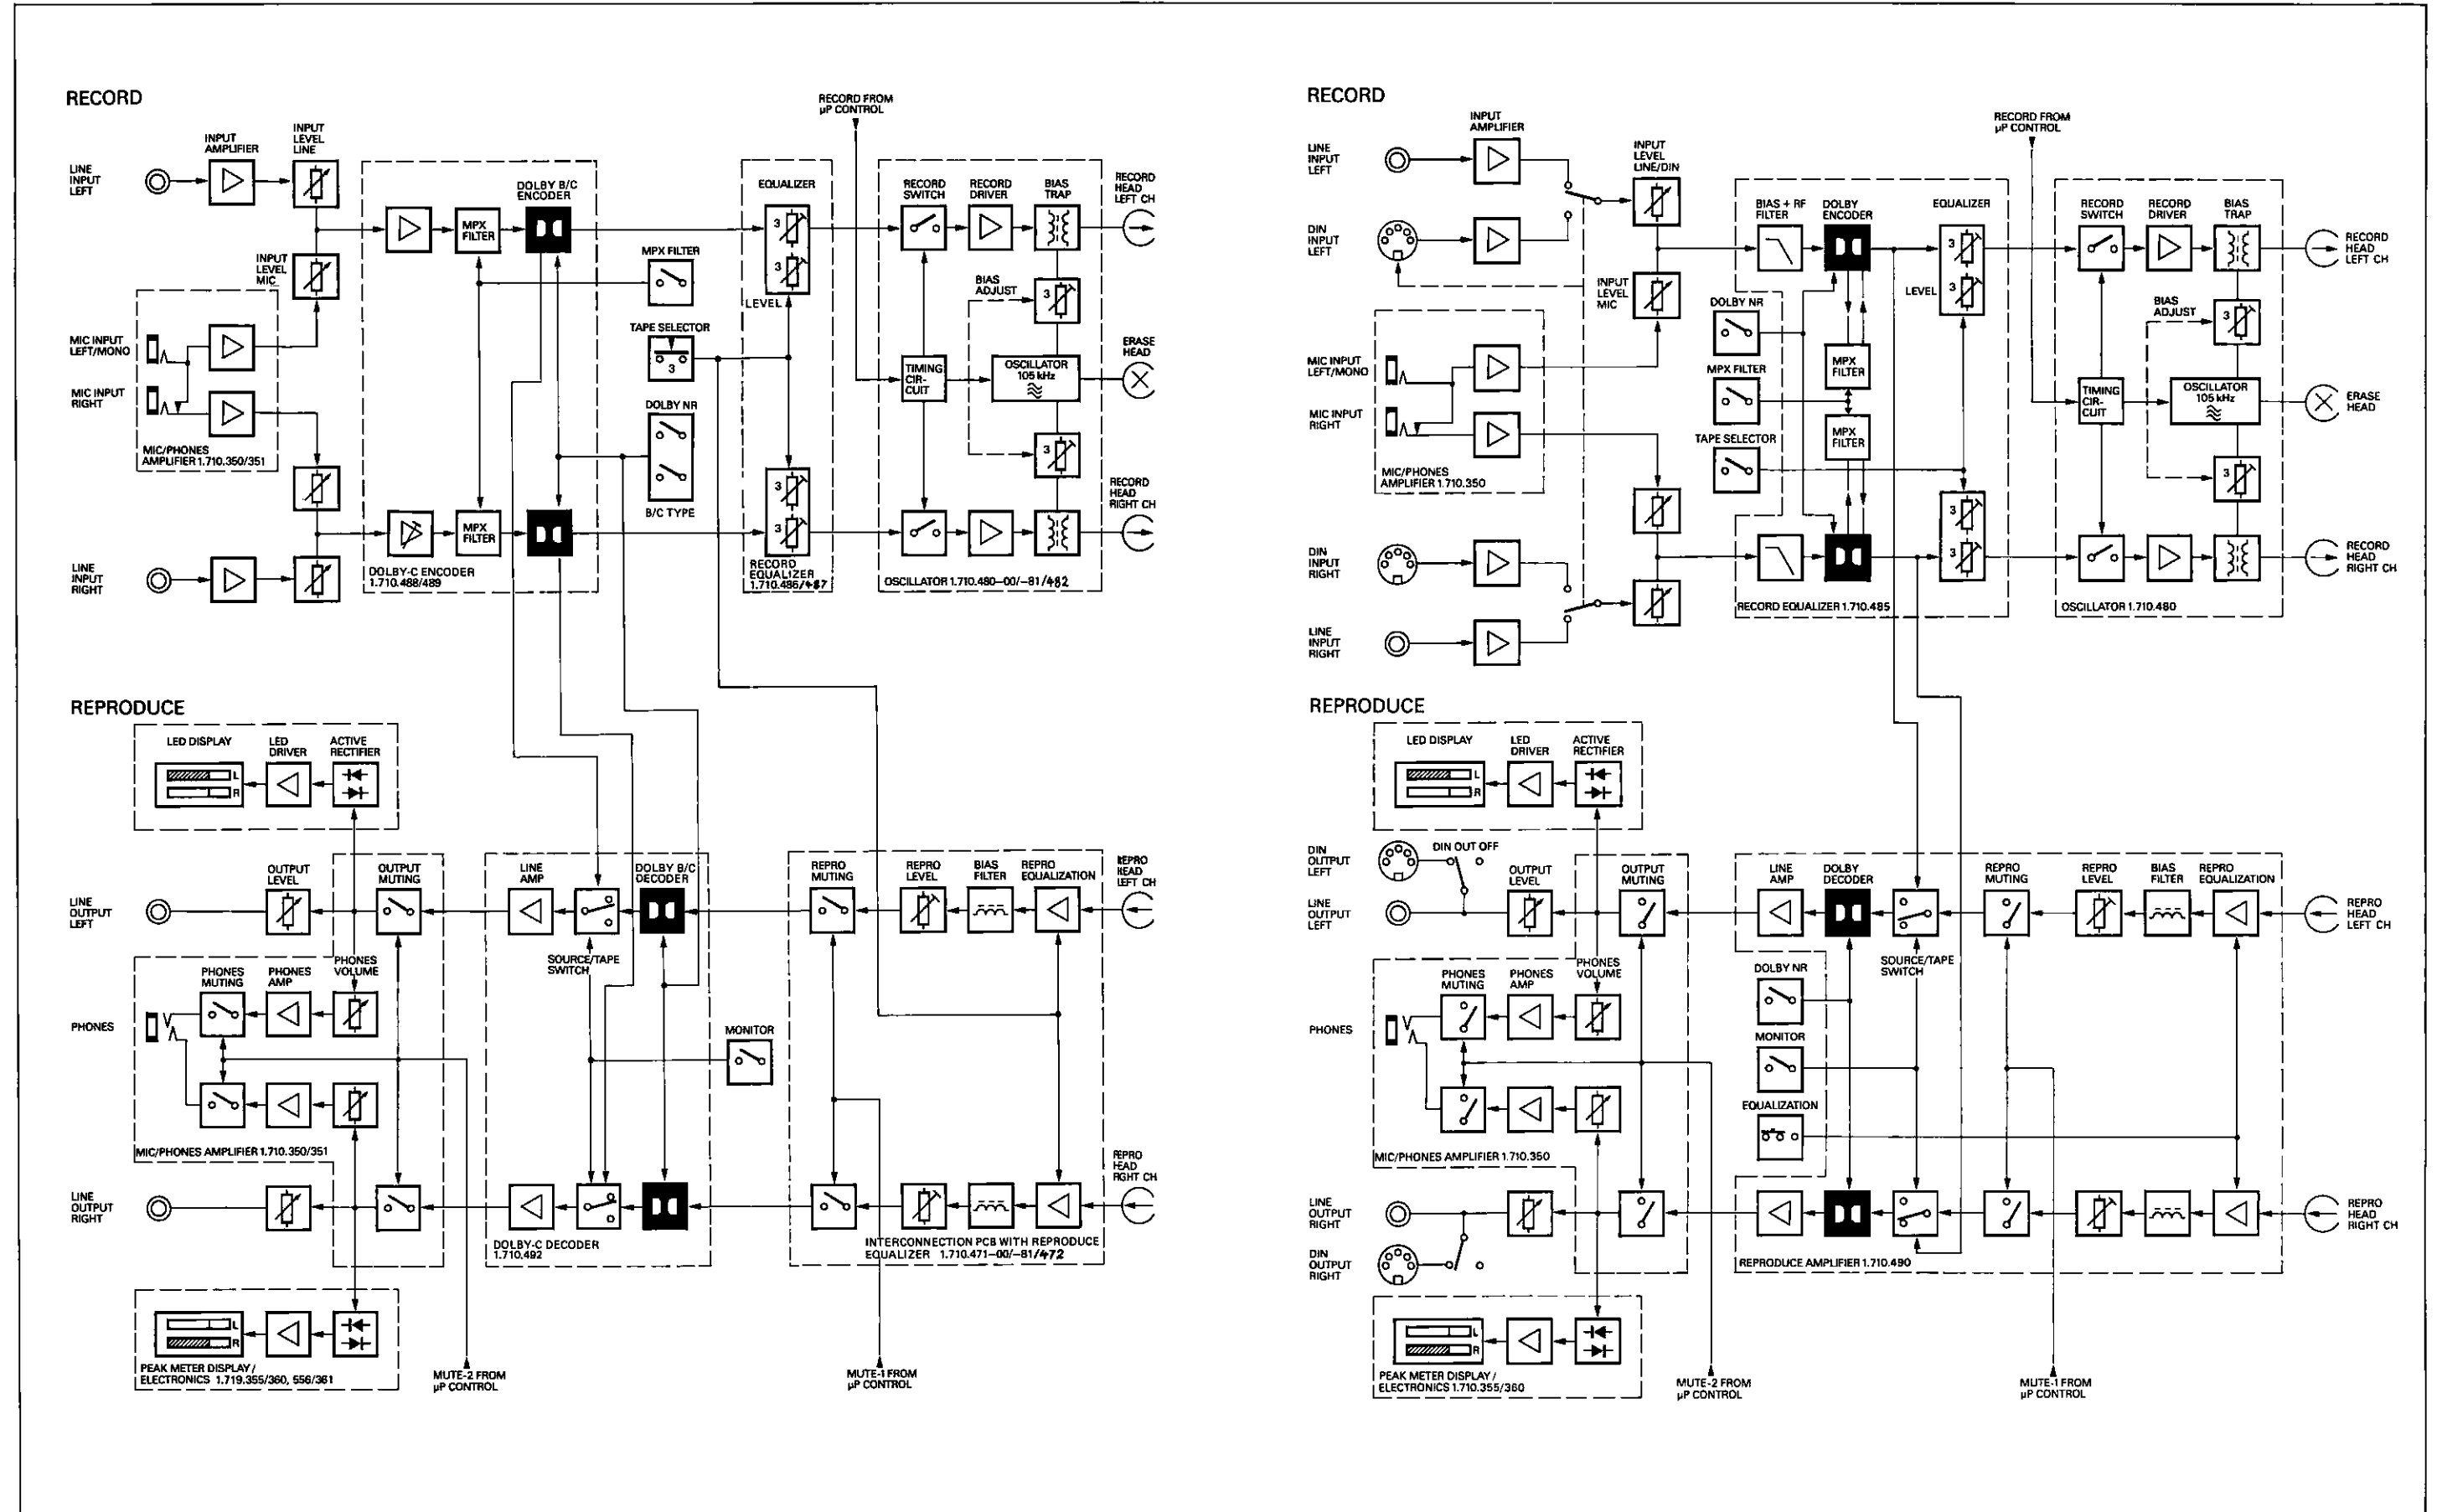 RECORD
RECORD FROM
µP CONTROL
INPUT
AMPLIFIER
INPUT
LEVEL
LINE
LINE
INPUT
LEFT
DOLBY B/C
ENCODER
MPX
FILTER
EQUALIZER
3
3
LEVEL
RECORD
SWITCH
RECORD
DRIVER
BIAS
TRAP
RECORD
HEAD
LEFT CH
INPUT
LEVEL
MIC
MPX FILTER
BIAS
ADJUST
3
TAPE SELECTOR
3
MIC INPUT
LEFT/MONO
MIC INPUT
RIGHT
MIC/PHONES
AMPLIFIER 1.710.350/351
TIMING
CIR-
CUIT
OSCILLATOR
105 kHz
ERASE
HEAD
DOLBY NR
B/C TYPE
3
3
3
RECORD
HEAD
RIGHT CH
MPX
FILTER
LINE
INPUT
RIGHT
DOLBY-C ENCODER
1.710.488/489
RECORD
EQUALIZER
1.710.486/487
OSCILLATOR 1.710.480-00/-81/482
REPRODUCE
LED DISPLAY
LED
DRIVER
ACTIVE
RECTIFIER
L
R
LINE
OUTPUT
LEFT
OUTPUT
LEVEL
OUTPUT
MUTING
LINE
AMP
DOLBY B/C
DECODER
SOURCE/TAPE
SWITCH
REPRO
MUTING
REPRO
LEVEL
BIAS
FILTER
REPRO
EQUALIZATION
REPRO
HEAD
LEFT CH
PHONES
PHONES
MUTING
PHONES
AMP
PHONES
VOLUME
MONITOR
MIC/PHONES AMPLIFIER 1.710.350/351
REPRO
HEAD
RIGHT CH
LINE
OUTPUT
RIGHT
DOLBY-C DECODER
1.710.492
INTERCONNECTION PCB WITH REPRODUCE
EQUALIZER 1.710.471-00/-81/472
L
R
PEAK METER DISPLAY/
ELECTRONICS 1.719.355/360, 556/361
MUTE-2 FROM
µP CONTROL
MUTE-1 FROM
µP CONTROL
RECORD
INPUT
AMPLIFIER
RECORD FROM
µP CONTROL
LINE
INPUT
LEFT
INPUT
LEVEL
LINE/DIN
DIN
INPUT
LEFT
BIAS + RF
FILTER
DOLBY
ENCODER
EQUALIZER
3
3
LEVEL
RECORD
SWITCH
RECORD
DRIVER
BIAS
TRAP
RECORD
HEAD
LEFT CH
INPUT
LEVEL
MIC
DOLBY NR
BIAS
ADJUST
3
MIC INPUT
LEFT/MONO
MPX FILTER
MPX
FILTER
TIMING
CIR-
CUIT
OSCILLATOR
105 kHz
ERASE
HEAD
MIC INPUT
RIGHT
MPX
FILTER
TAPE SELECTOR
MIC/PHONES
AMPLIFIER 1.710.350
3
3
3
DIN
INPUT
RIGHT
RECORD
HEAD
RIGHT CH
RECORD EQUALIZER 1.710.485
OSCILLATOR 1.710.480
LINE
INPUT
RIGHT
REPRODUCE
LED DISPLAY
LED
DRIVER
ACTIVE
RECTIFIER
L
R
DIN
OUTPUT
LEFT
DIN OUT OFF
LINE
OUTPUT
LEFT
OUTPUT
LEVEL
OUTPUT
MUTING
LINE
AMP
DOLBY
DECODER
SOURCE/TAPE
SWITCH
REPRO
MUTING
REPRO
LEVEL
BIAS
FILTER
REPRO
EQUALIZATION
REPRO
HEAD
LEFT CH
PHONES
PHONES
MUTING
PHONES
AMP
PHONES
VOLUME
DOLBY NR
MONITOR
EQUALIZATION
MIC/PHONES AMPLIFIER 1.710.350
LINE
OUTPUT
RIGHT
REPRO
HEAD
RIGHT CH
DIN
OUTPUT
RIGHT
REPRODUCE AMPLIFIER 1.710.490
L
R
PEAK METER DISPLAY/
ELECTRONICS 1.710.355/360
MUTE-2 FROM
µP CONTROL
MUTE-1 FROM
µP CONTROL